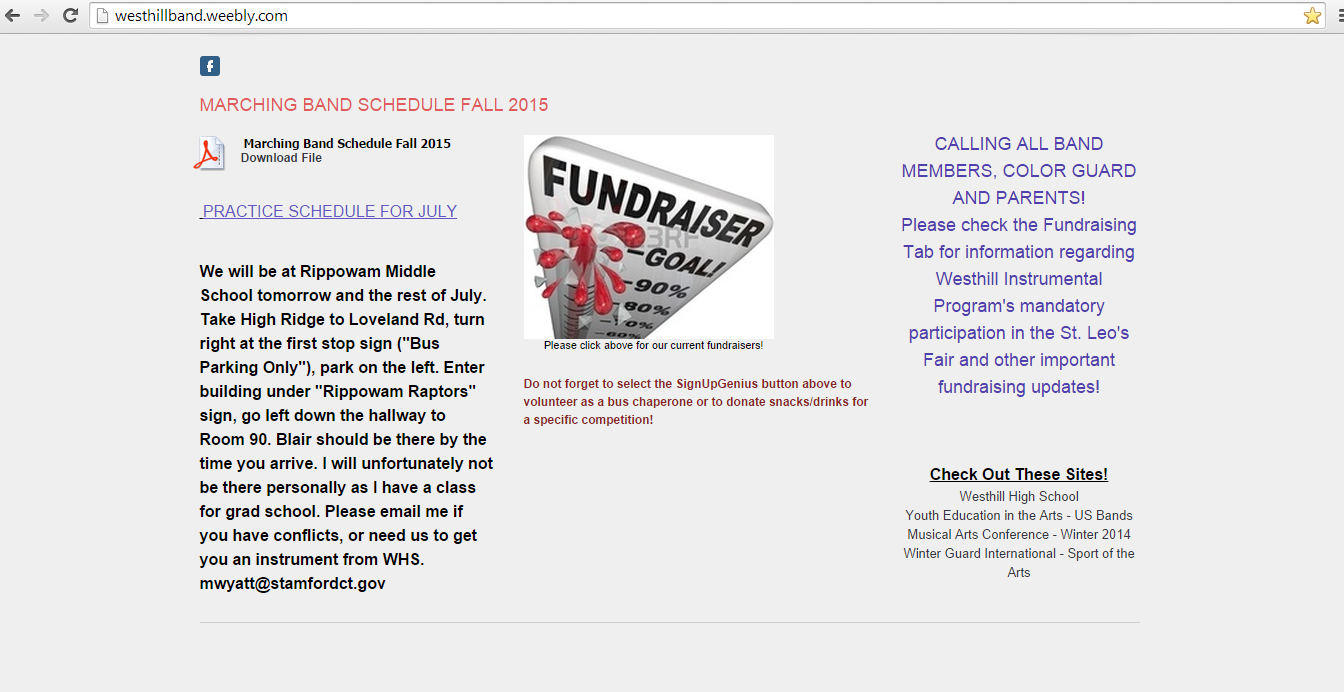 westhillband.weebly.com
f
MARCHING BAND SCHEDULE FALL 2015
Marching Band Schedule Fall 2015
Download File
PRACTICE SCHEDULE FOR JULY
We will be at Rippowam Middle
School tomorrow and the rest of July.
Take High Ridge to Loveland Rd, turn
right at the first stop sign ("Bus
Parking Only"), park on the left. Enter
building under "Rippowam Raptors"
sign, go left down the hallway to
Room 90. Blair should be there by the
time you arrive. I will unfortunately not
be there personally as I have a class
for grad school. Please email me if
you have conflicts, or need us to get
you an instrument from WHS.
mwyatt@stamfordct.gov
FUNDRAISER
GOAL!
90%
80%
70%
60%
Please click above for our current fundraisers!
Do not forget to select the SignUpGenius button above to
volunteer as a bus chaperone or to donate snacks/drinks for
a specific competition!
CALLING ALL BAND
MEMBERS, COLOR GUARD
AND PARENTS!
Please check the Fundraising
Tab for information regarding
Westhill Instrumental
Program's mandatory
participation in the St. Leo's
Fair and other important
fundraising updates!
Check Out These Sites!
Westhill High School
Youth Education in the Arts - US Bands
Musical Arts Conference - Winter 2014
Winter Guard International - Sport of the
Arts